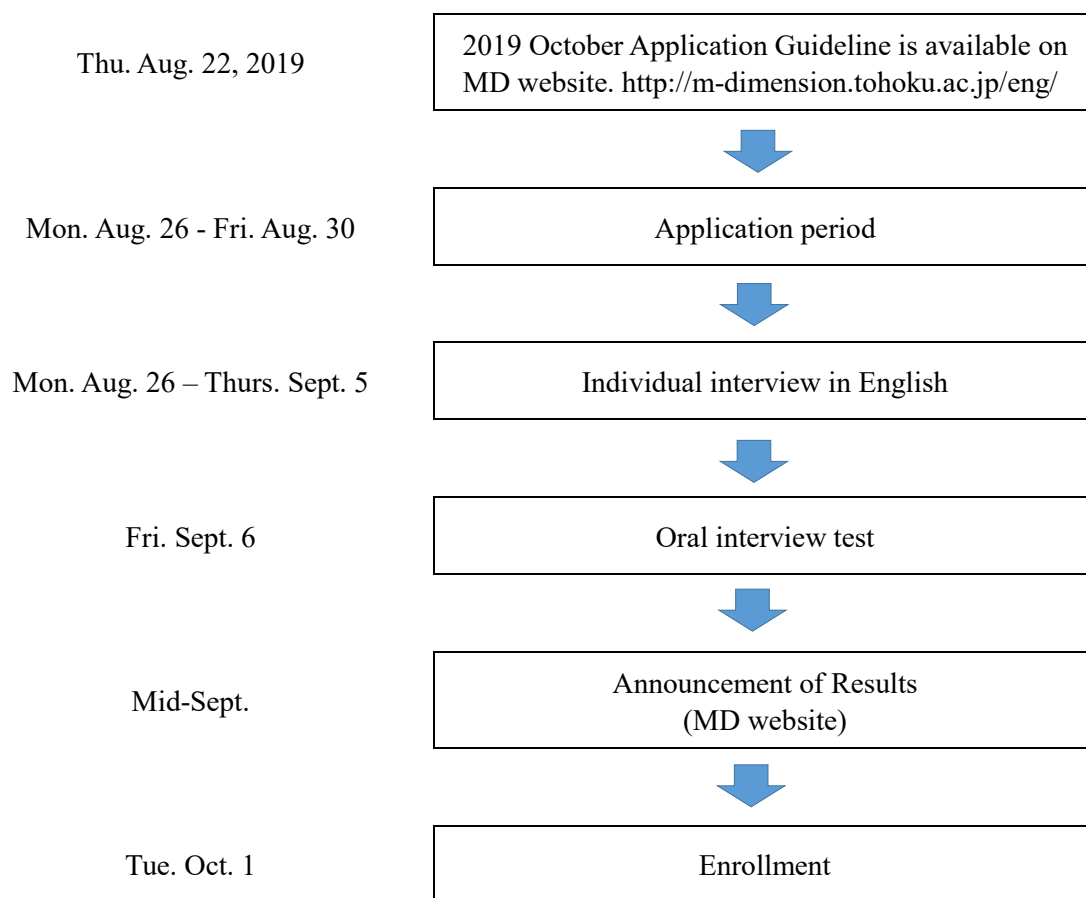 Thu. Aug. 22, 2019
2019 October Application Guideline is available on
MD website. http://m-dimension.tohoku.ac.jp/eng/
Mon. Aug. 26 - Fri. Aug. 30
Application period
Mon. Aug. 26 – Thurs. Sept. 5
Individual interview in English
Fri. Sept. 6
Oral interview test
Mid-Sept.
Announcement of Results
(MD website)
Tue. Oct. 1
Enrollment